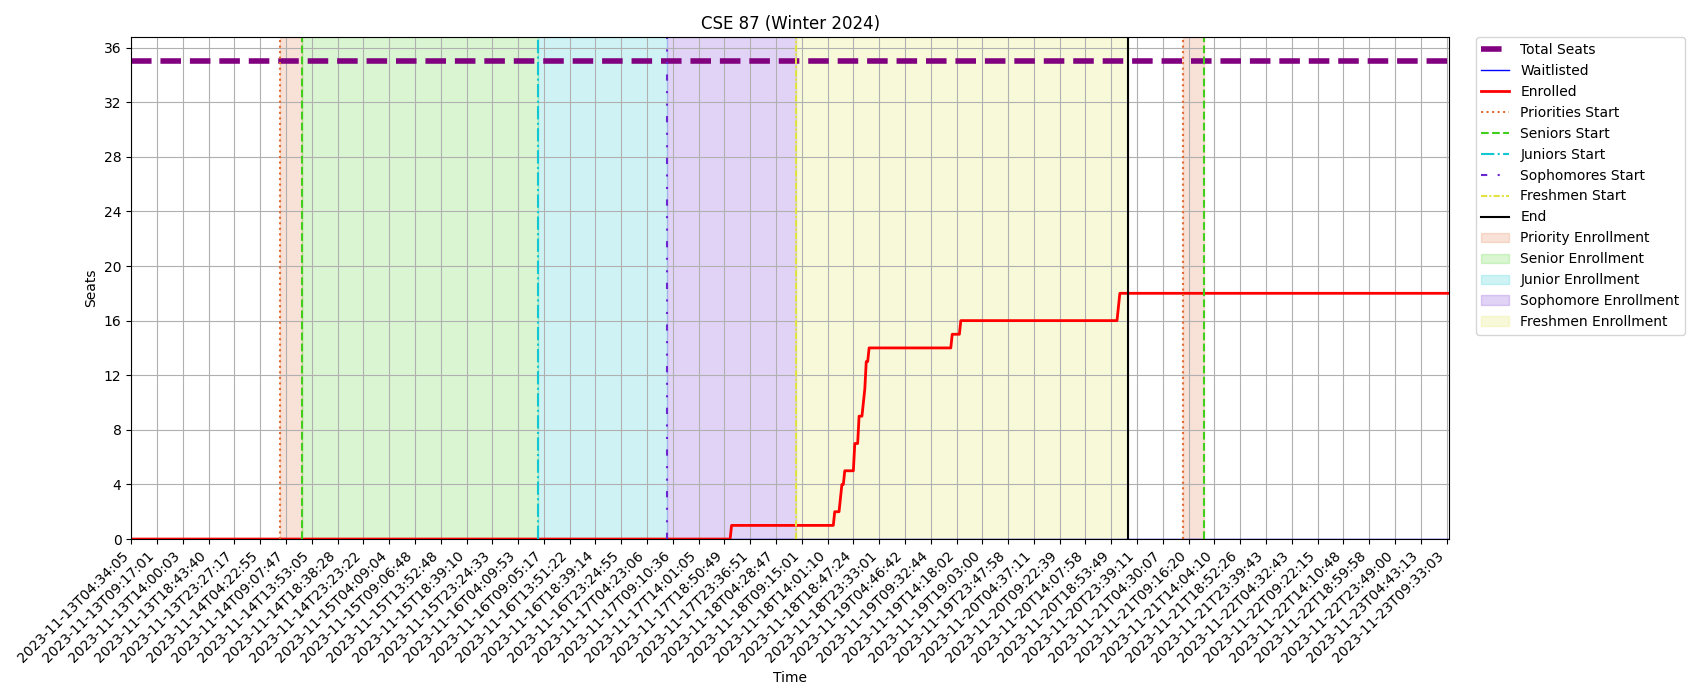 CSE 87 (Winter 2024)
Seats
36
32
28
24
20
16
12
8
4
0
2023-11-13T04:34:05
2023-11-13T09:17:01
2023-11-13T14:00:03
2023-11-13T18:43:40
2023-11-13T23:27:17
2023-11-14T04:22:55
2023-11-14T09:07:47
2023-11-14T13:53:05
2023-11-14T18:38:28
2023-11-14T23:23:22
2023-11-15T04:09:04
2023-11-15T09:06:48
2023-11-15T13:52:48
2023-11-15T18:39:10
2023-11-15T23:24:33
2023-11-16T04:09:53
2023-11-16T09:05:17
2023-11-16T13:51:22
2023-11-16T18:39:14
2023-11-16T23:24:55
2023-11-17T04:23:06
2023-11-17T09:10:36
2023-11-17T14:01:05
2023-11-17T18:50:49
2023-11-17T23:36:51
2023-11-18T04:28:47
2023-11-18T09:15:01
2023-11-18T14:01:10
2023-11-18T18:47:24
2023-11-18T23:33:01
2023-11-19T04:46:42
2023-11-19T09:32:44
2023-11-19T14:18:02
2023-11-19T19:03:00
2023-11-19T23:47:58
2023-11-20T04:37:11
2023-11-20T09:22:39
2023-11-20T14:07:58
2023-11-20T18:53:49
2023-11-20T23:39:11
2023-11-21T04:30:07
2023-11-21T09:16:20
2023-11-21T14:04:10
2023-11-21T18:52:26
2023-11-21T23:39:43
2023-11-22T04:32:43
2023-11-22T09:22:15
2023-11-22T14:10:48
2023-11-22T18:59:58
2023-11-22T23:49:00
2023-11-23T04:43:13
2023-11-23T09:33:03
Time
Total Seats
Waitlisted
Enrolled
Priorities Start
Seniors Start
Juniors Start
Sophomores Start
Freshmen Start
End
Priority Enrollment
Senior Enrollment
Junior Enrollment
Sophomore Enrollment
Freshmen Enrollment